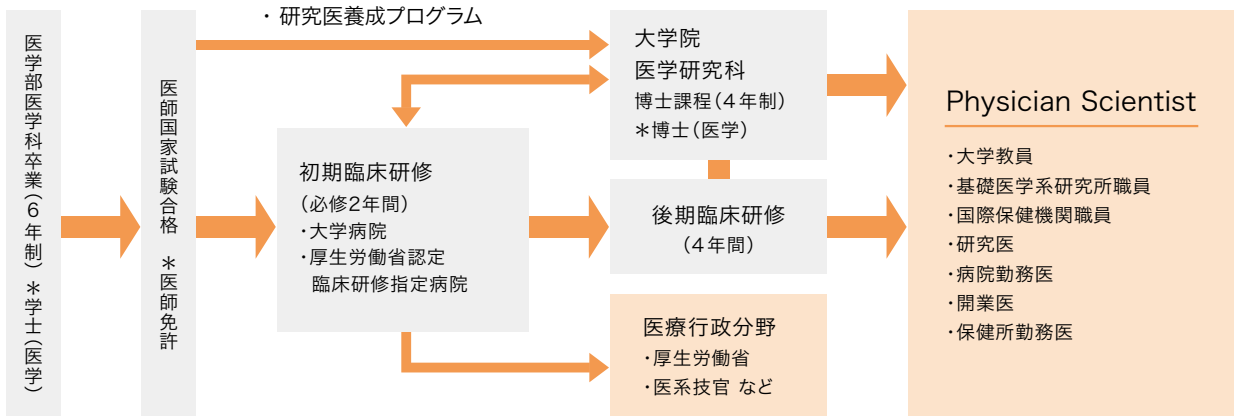 ・研究医養成プログラム
医学部医学科卒業(6年制) ＊学士(医学)
医師国家試験合格 ＊医師免許
初期臨床研修
(必修2年間)
・大学病院
・厚生労働省認定
臨床研修指定病院
大学院
医学研究科
博士課程(4年制)
＊博士(医学)
後期臨床研修
(4年間)
医療行政分野
・厚生労働省
・医系技官 など
Physician Scientist
・大学教員
・基礎医学系研究所職員
・国際保健機関職員
・研究医
・病院勤務医
・開業医
・保健所勤務医